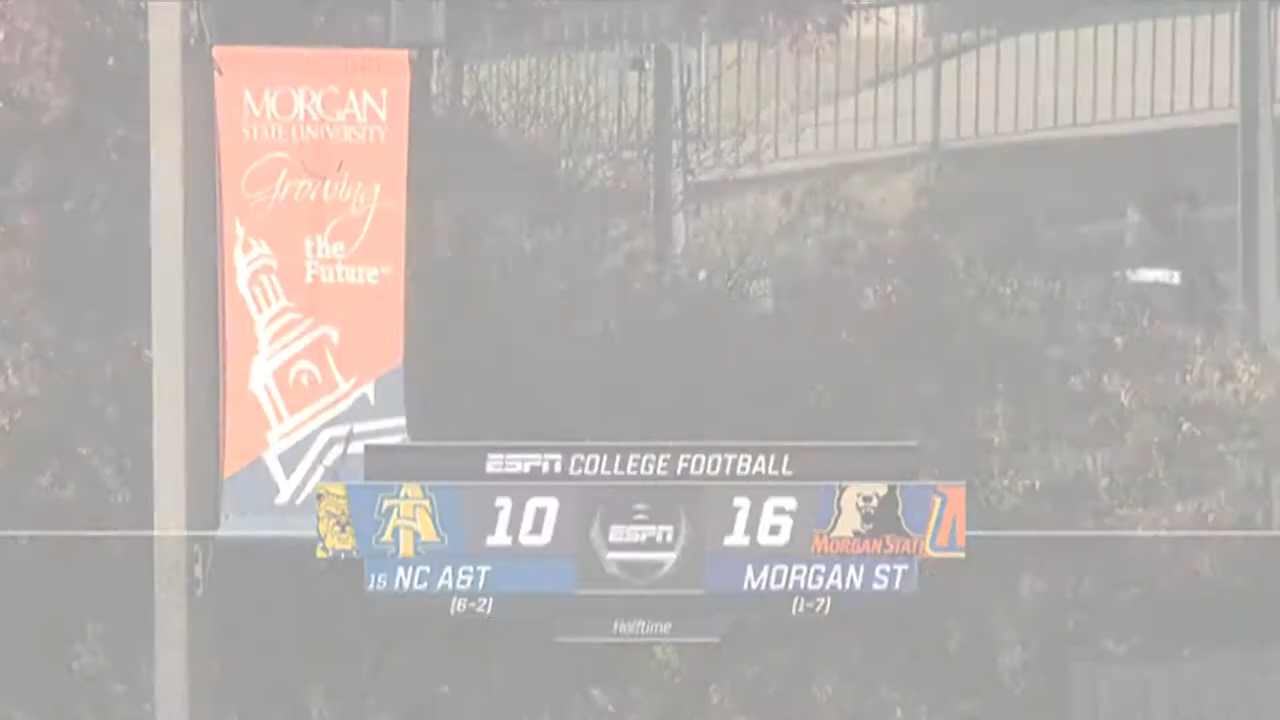 MORGAN
STATE UNIVERSITY
Growing
the
Future
ESPN COLLEGE FOOTBALL
10 ESPN 16
MORGAN STATE
15 NC A&T
MORGAN ST
(6-2)
(1-7)
Halftime